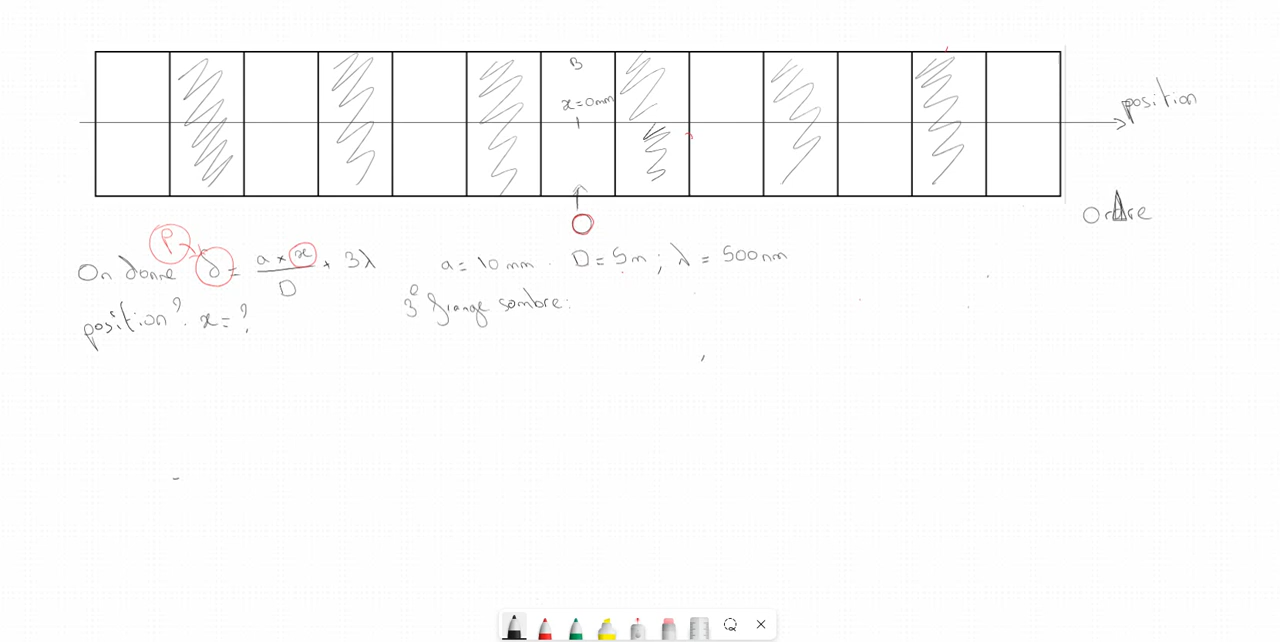 B
x=0mm
position
O
Ordre
P
On donne δ = a × x / D + 3λ    a = 10 mm . D = 5m ; λ = 500nm
position? x = ?    3e frange sombre: